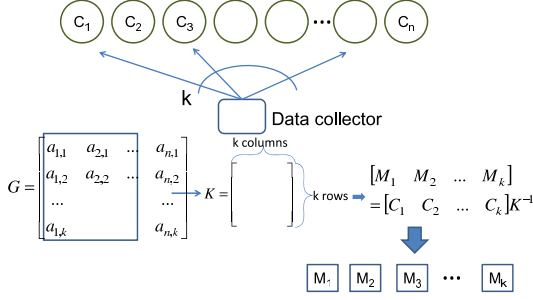 C1 C2 C3 ... Cn
k
Data collector
k columns
G = [ a1,1 a2,1 ... an,1
a1,2 a2,2 an,2
... ...
a1,k an,k ]
K = [ ]
k rows
[M1 M2 ... Mk]
=[C1 C2 ... Ck]K⁻¹
M1 M2 M3 ... Mk